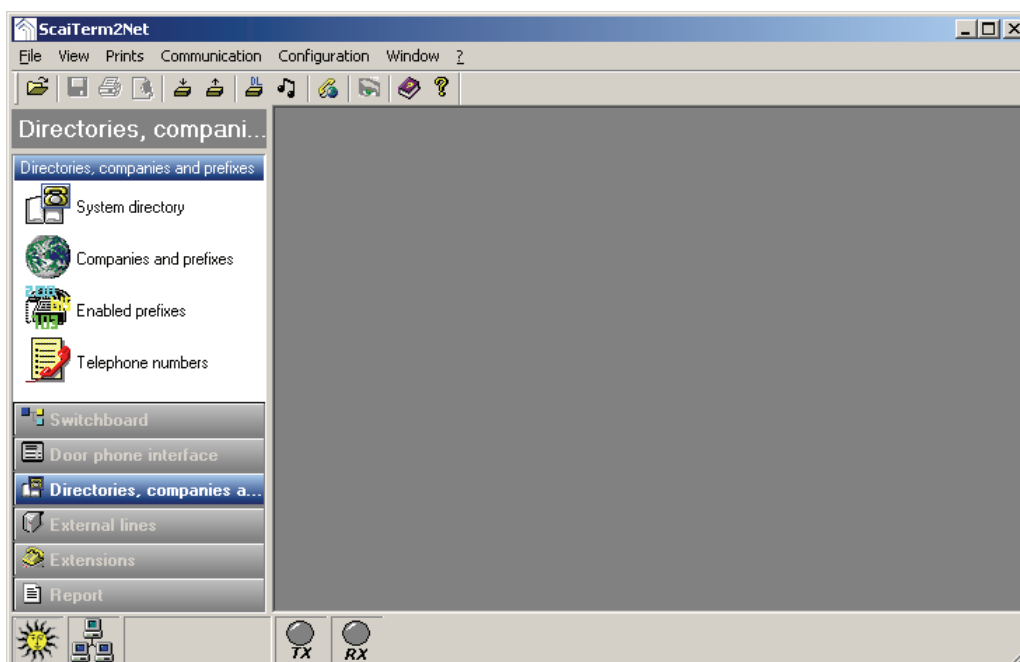 ScaiTerm2Net
File View Prints Communication Configuration Window ?
DL
Directories, compani...
Directories, companies and prefixes
System directory
Companies and prefixes
Enabled prefixes
Telephone numbers
Switchboard
Door phone interface
Directories, companies a...
External lines
Extensions
Report
TX RX